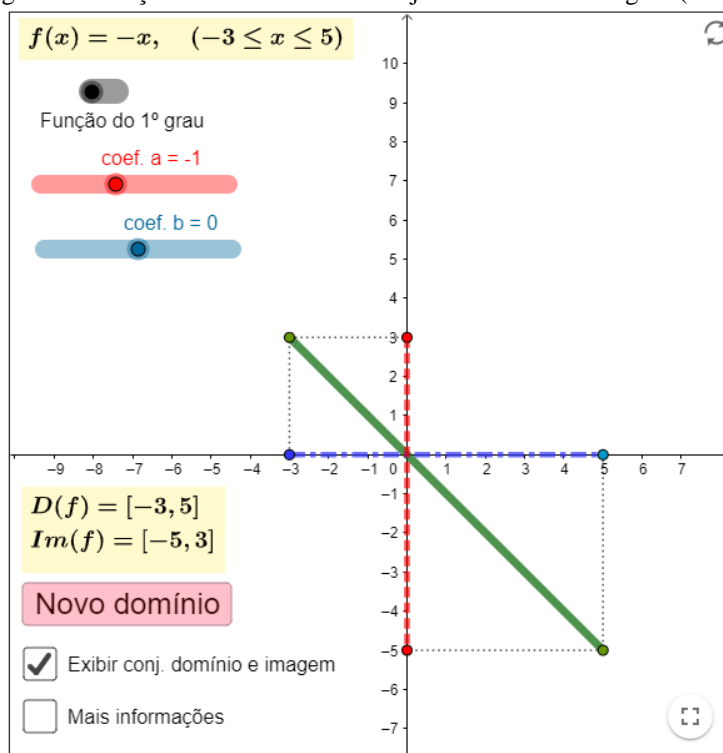 f(x) = −x, (−3 ≤ x ≤ 5)
Função do 1º grau
coef. a = -1
coef. b = 0
10
9
8
7
6
5
4
3
2
1
−9 −8 −7 −6 −5 −4 −3 −2 −1 0 1 2 3 4 5 6 7
−1
−2
−3
−4
−5
−6
−7
D(f) = [−3, 5]
Im(f) = [−5, 3]
Novo domínio
Exibir conj. domínio e imagem
Mais informações